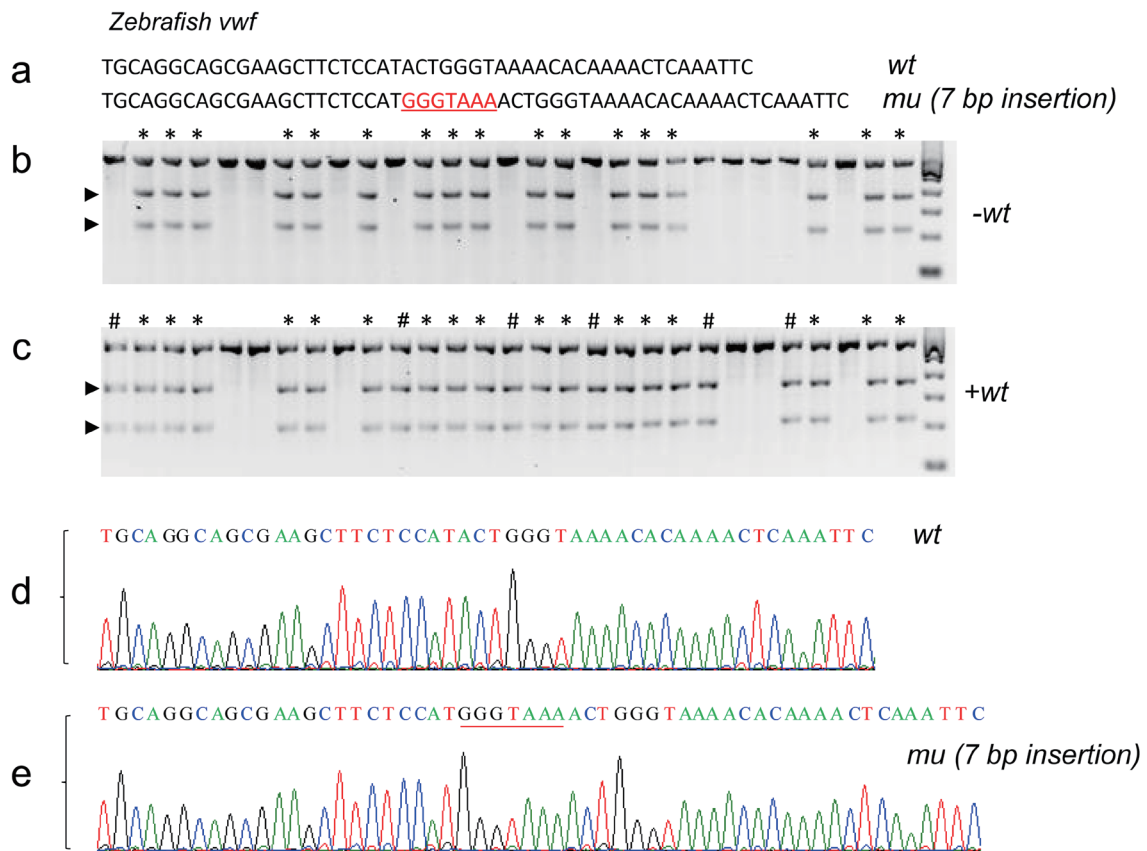 Zebrafish vwf
a
TGCAGGCAGCGAAGCTTCTCCATACTGGGTAAAACACAAAACTCAAATTC wt
TGCAGGCAGCGAAGCTTCTCCATGGGTAAAACTGGGTAAAACACAAAACTCAAATTC mu (7 bp insertion)
* * * * * * * * * * * * * * * * *
b
-wt
# * * * * * * # * * * # * * # * * * # # * * *
c
+wt
TGCAGGCAGCGAAGCTTCTCCATACTGGGTAAAACACAAAACTCAAATTC wt
d
TGCAGGCAGCGAAGCTTCTCCATGGGTAAAACTGGGTAAAACACAAAACTCAAATTC
mu (7 bp insertion)
e